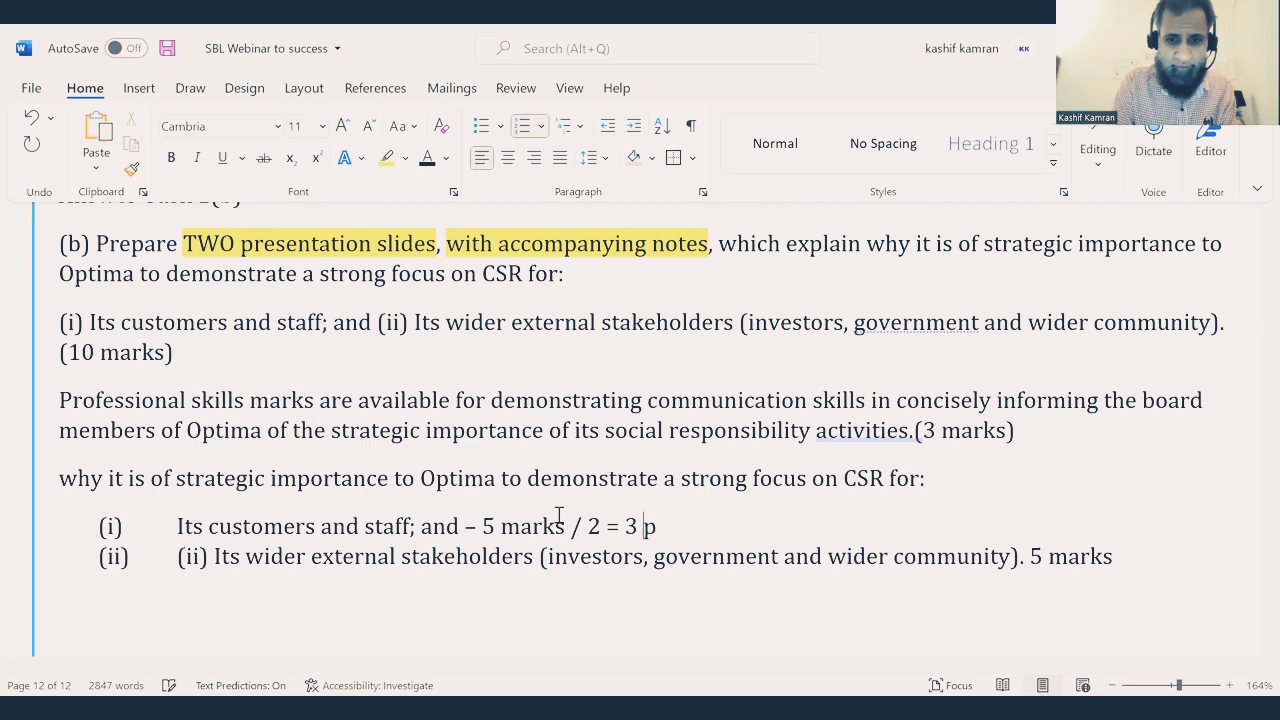 AutoSave Off SBL Webinar to success Search (Alt+Q) kashif kamran KK
File Home Insert Draw Design Layout References Mailings Review View Help
Kashif Kamran
Cambria 11 Aa
Paste Normal No Spacing Heading 1 Editing Dictate Editor
B I U ab x₂ x² A A
Undo Clipboard Font Paragraph Styles Voice Editor
(b) Prepare TWO presentation slides, with accompanying notes, which explain why it is of strategic importance to
Optima to demonstrate a strong focus on CSR for:
(i) Its customers and staff; and (ii) Its wider external stakeholders (investors, government and wider community).
(10 marks)
Professional skills marks are available for demonstrating communication skills in concisely informing the board
members of Optima of the strategic importance of its social responsibility activities.(3 marks)
why it is of strategic importance to Optima to demonstrate a strong focus on CSR for:
(i) Its customers and staff; and – 5 marks / 2 = 3 p
(ii) (ii) Its wider external stakeholders (investors, government and wider community). 5 marks
Page 12 of 12 2847 words Text Predictions: On Accessibility: Investigate Focus 164%